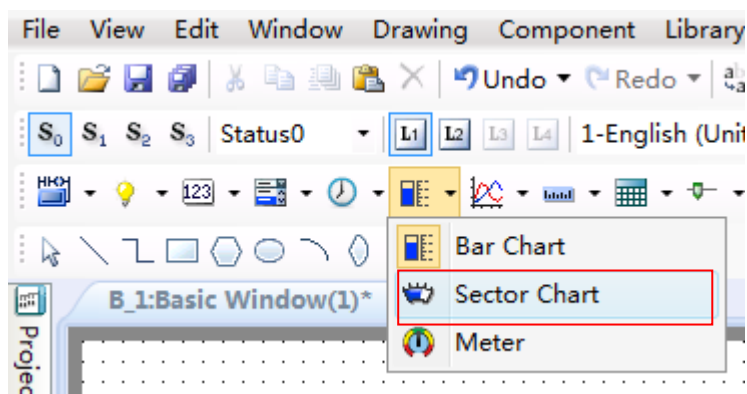 File View Edit Window Drawing Component Library
Undo Redo
S0 S1 S2 S3 Status0 L1 L2 L3 L4 1-English (Unit
123
Bar Chart
B_1:Basic Window(1)* Sector Chart
Meter
Projec